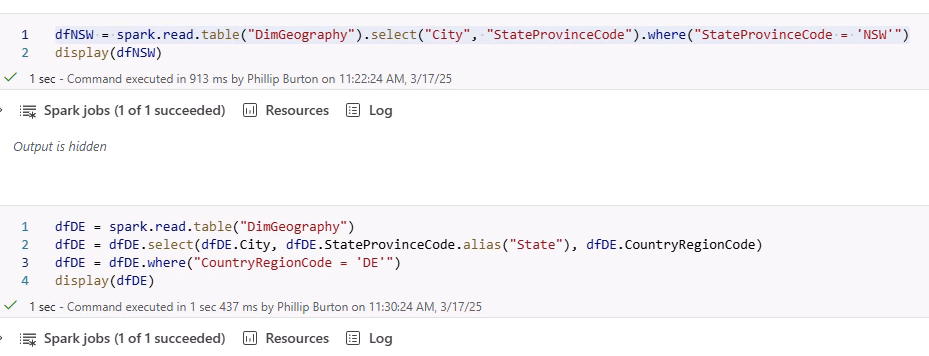 1 dfNSW = spark.read.table("DimGeography").select("City", "StateProvinceCode").where("StateProvinceCode = 'NSW'")
2 display(dfNSW)
1 sec - Command executed in 913 ms by Phillip Burton on 11:22:24 AM, 3/17/25
Spark jobs (1 of 1 succeeded) Resources Log
Output is hidden
1 dfDE = spark.read.table("DimGeography")
2 dfDE = dfDE.select(dfDE.City, dfDE.StateProvinceCode.alias("State"), dfDE.CountryRegionCode)
3 dfDE = dfDE.where("CountryRegionCode = 'DE'")
4 display(dfDE)
1 sec - Command executed in 1 sec 437 ms by Phillip Burton on 11:30:24 AM, 3/17/25
Spark jobs (1 of 1 succeeded) Resources Log